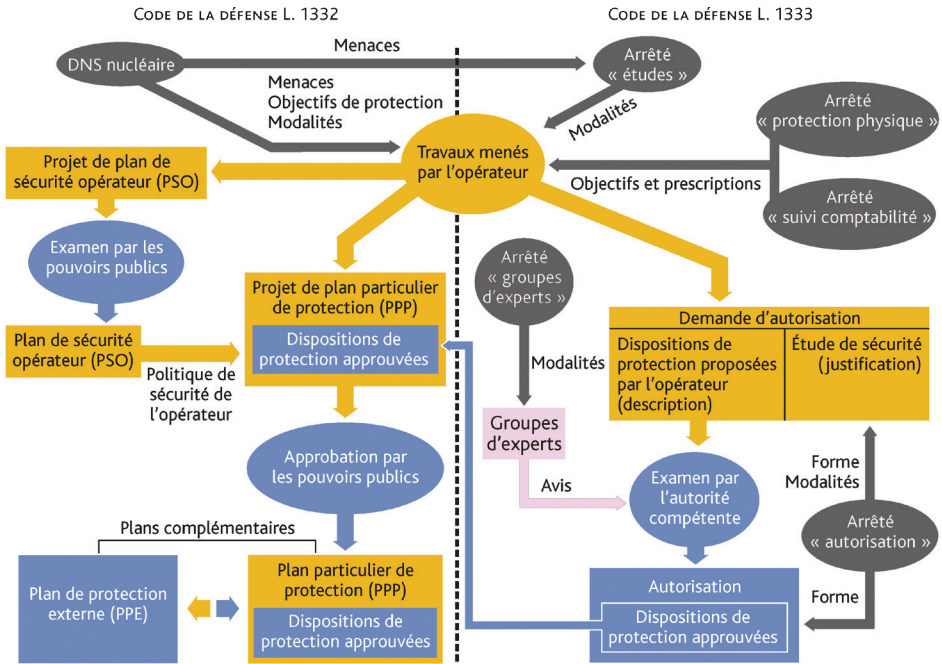 CODE DE LA DÉFENSE L. 1332
CODE DE LA DÉFENSE L. 1333
DNS nucléaire
Menaces
Arrêté
« études »
Menaces
Objectifs de protection
Modalités
Modalités
Arrêté
« protection physique »
Travaux menés
par l'opérateur
Objectifs et prescriptions
Arrêté
« suivi comptabilité »
Projet de plan de
sécurité opérateur (PSO)
Examen par les
pouvoirs publics
Plan de sécurité
opérateur (PSO)
Politique de
sécurité de
l'opérateur
Projet de plan particulier
de protection (PPP)
Dispositions de
protection approuvées
Arrêté
« groupes
d'experts »
Modalités
Groupes
d'experts
Avis
Demande d'autorisation
Dispositions de
protection proposées
par l'opérateur
(description)
Étude de sécurité
(justification)
Approbation par
les pouvoirs publics
Examen par
l'autorité
compétente
Forme
Modalités
Arrêté
« autorisation »
Forme
Plans complémentaires
Plan de protection
externe (PPE)
Plan particulier de
protection (PPP)
Dispositions de
protection approuvées
Autorisation
Dispositions de
protection approuvées